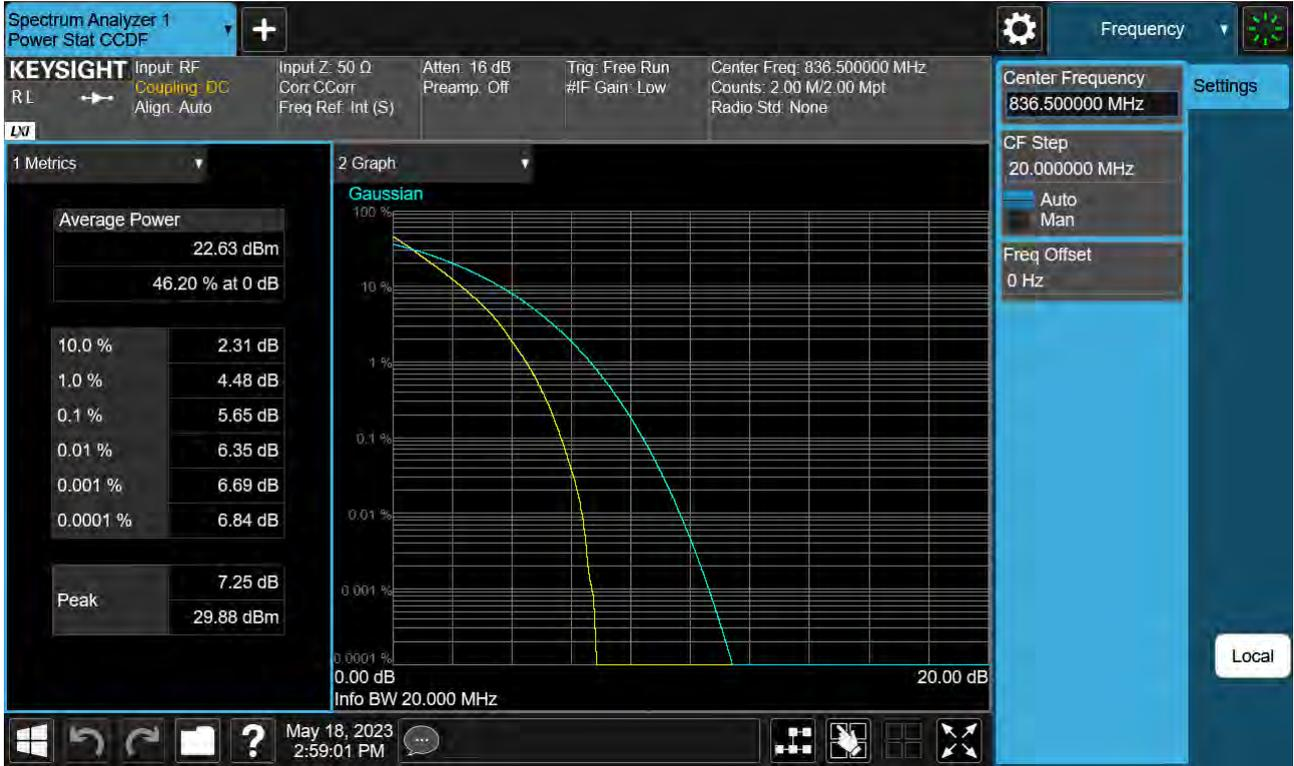 Spectrum Analyzer 1
Power Stat CCDF
+
Frequency
KEYSIGHT
RL
LXI
Input: RF
Coupling: DC
Align: Auto
Input Z: 50 Ω
Corr CCorr
Freq Ref: Int (S)
Atten: 16 dB
Preamp: Off
Trig: Free Run
#IF Gain: Low
Center Freq: 836.500000 MHz
Counts: 2.00 M/2.00 Mpt
Radio Std: None
Center Frequency
836.500000 MHz
Settings
CF Step
20.000000 MHz
Auto
Man
Freq Offset
0 Hz
1 Metrics
Average Power
22.63 dBm
46.20 % at 0 dB
10.0 % 2.31 dB
1.0 % 4.48 dB
0.1 % 5.65 dB
0.01 % 6.35 dB
0.001 % 6.69 dB
0.0001 % 6.84 dB
Peak
7.25 dB
29.88 dBm
2 Graph
Gaussian
100 %
10 %
1 %
0.1 %
0.01 %
0.001 %
0.0001 %
0.00 dB 20.00 dB
Info BW 20.000 MHz
Local
?
May 18, 2023
2:59:01 PM